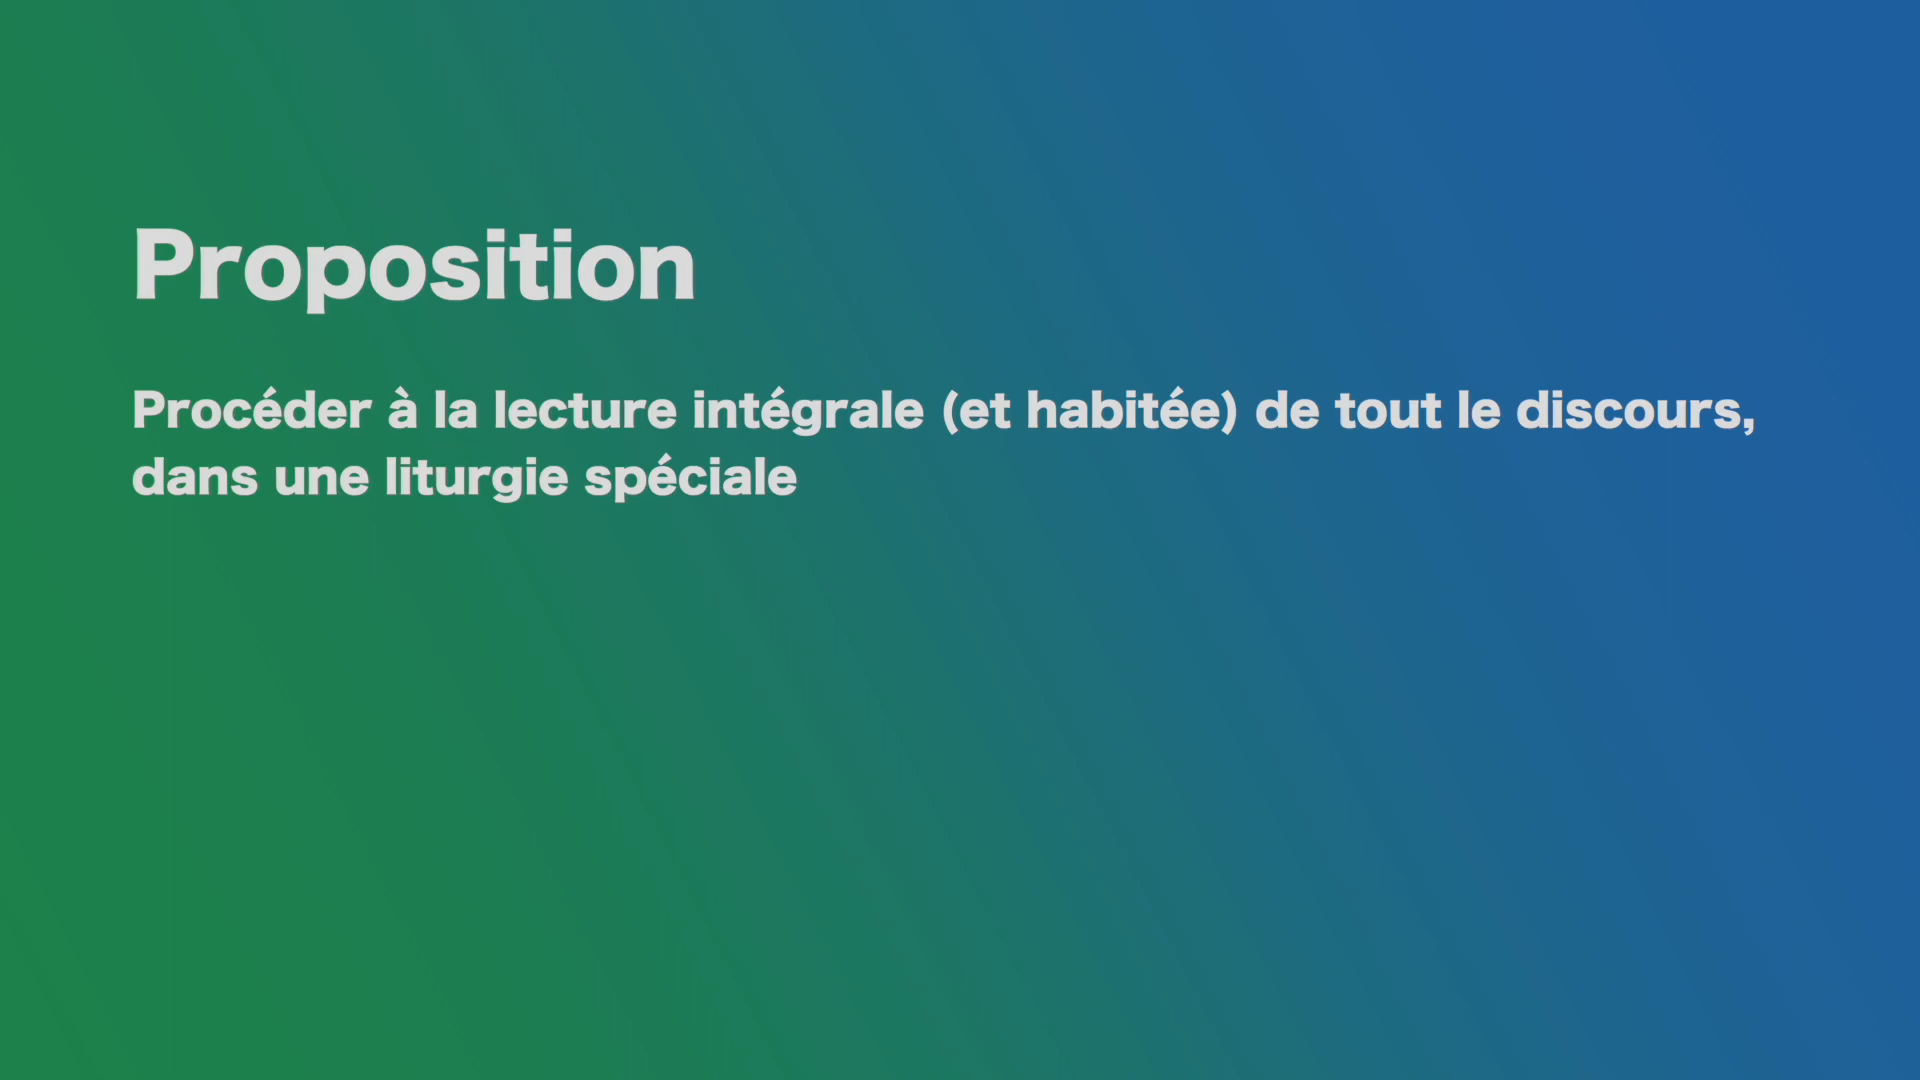 Proposition
Procéder à la lecture intégrale (et habitée) de tout le discours,
dans une liturgie spéciale